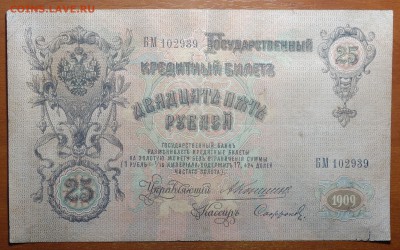 COINS.LAVE.RU
БМ 102939
ГОСУДАРСТВЕННЫЙ
25
КРЕДИТНЫЙ БИЛЕТЪ
ДВАДЦАТЬ ПЯТЬ
РУБЛЕЙ
ГОСУДАРСТВЕННЫЙ БАНКЪ
РАЗМѢНИВАЕТЪ КРЕДИТНЫЕ БИЛЕТЫ
НА ЗОЛОТУЮ МОНЕТУ БЕЗЪ ОГРАНИЧЕНІЯ СУММЫ
(1 РУБЛЬ = 1/15 ИМПЕРІАЛА, СОДЕРЖИТЪ 17,424 ДОЛЕЙ
ЧИСТАГО ЗОЛОТА).
БМ 102939
25
Управляющій
Кассиръ
1909